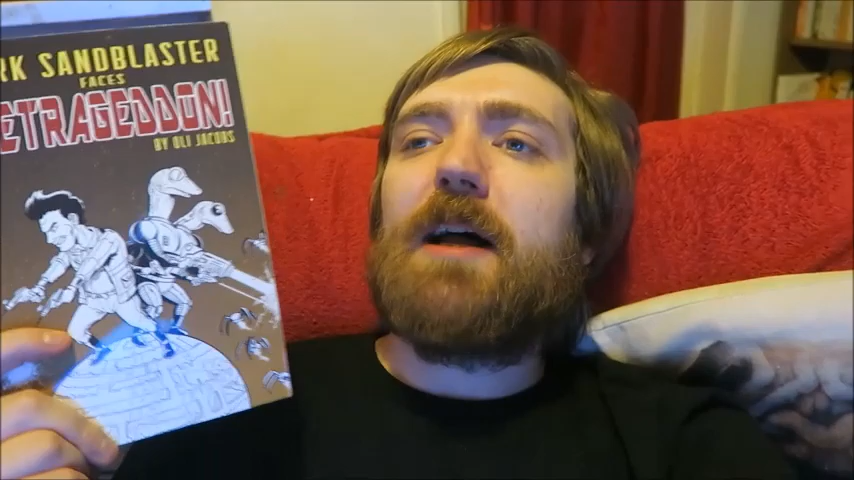 RK SANDBLASTER
FACES
ETRAGEDDON!
BY OLI JACOBS